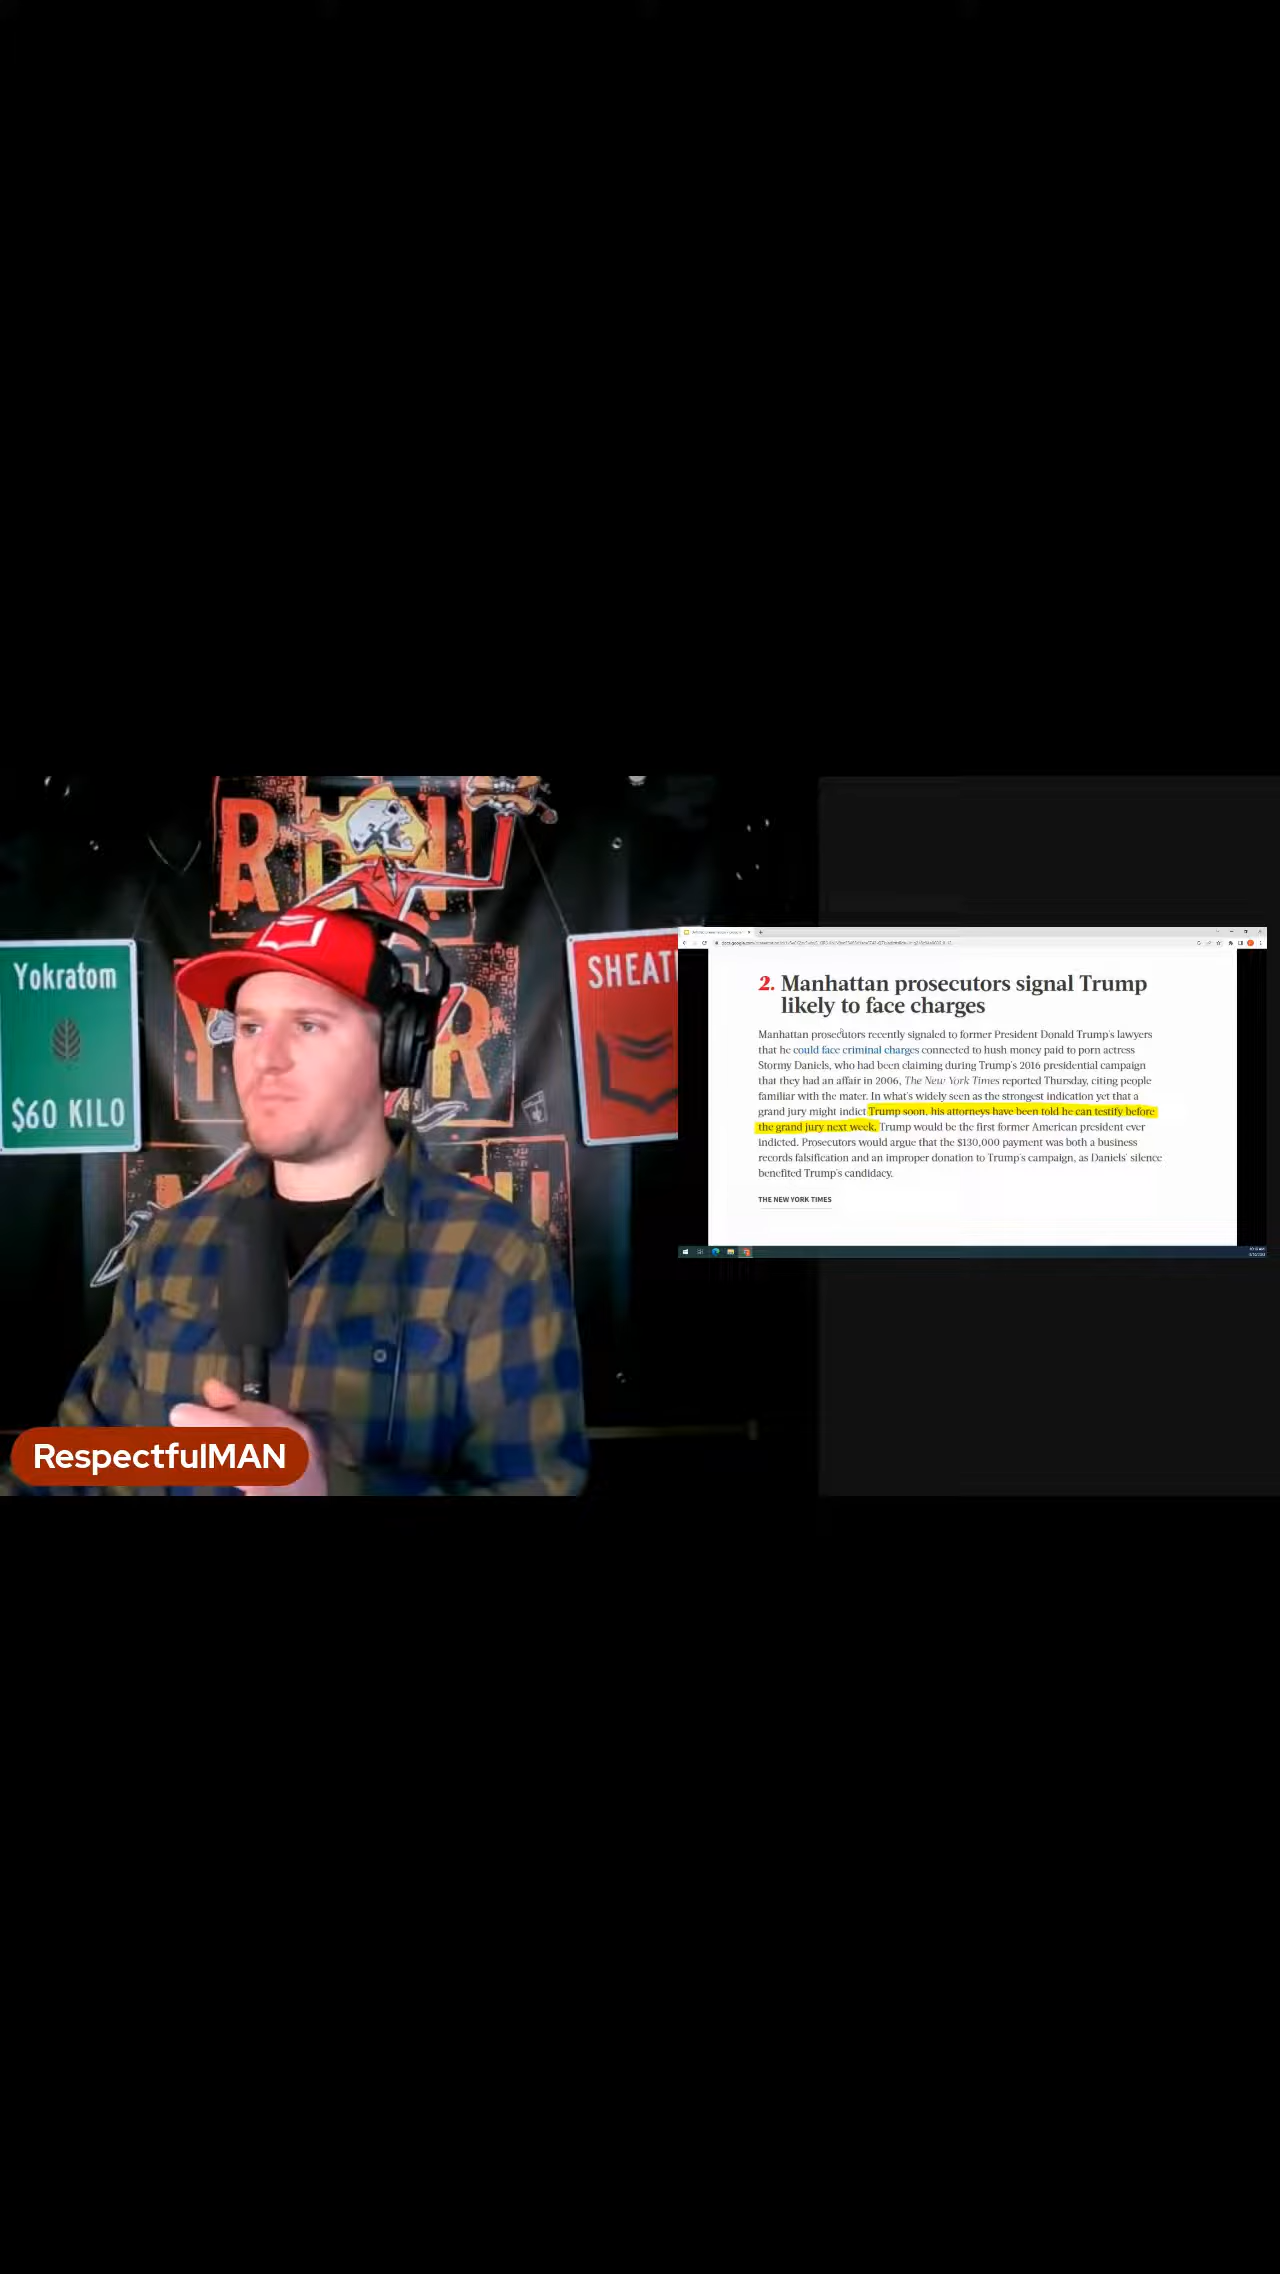 RUN
YOUR
Yokratom
$60 KILO
SHEAT
RespectfulMAN
2. Manhattan prosecutors signal Trump
likely to face charges
Manhattan prosecutors recently signaled to former President Donald Trump's lawyers
that he could face criminal charges connected to hush money paid to porn actress
Stormy Daniels, who had been claiming during Trump's 2016 presidential campaign
that they had an affair in 2006, The New York Times reported Thursday, citing people
familiar with the mater. In what's widely seen as the strongest indication yet that a
grand jury might indict Trump soon, his attorneys have been told he can testify before
the grand jury next week. Trump would be the first former American president ever
indicted. Prosecutors would argue that the $130,000 payment was both a business
records falsification and an improper donation to Trump's campaign, as Daniels' silence
benefited Trump's candidacy.
THE NEW YORK TIMES